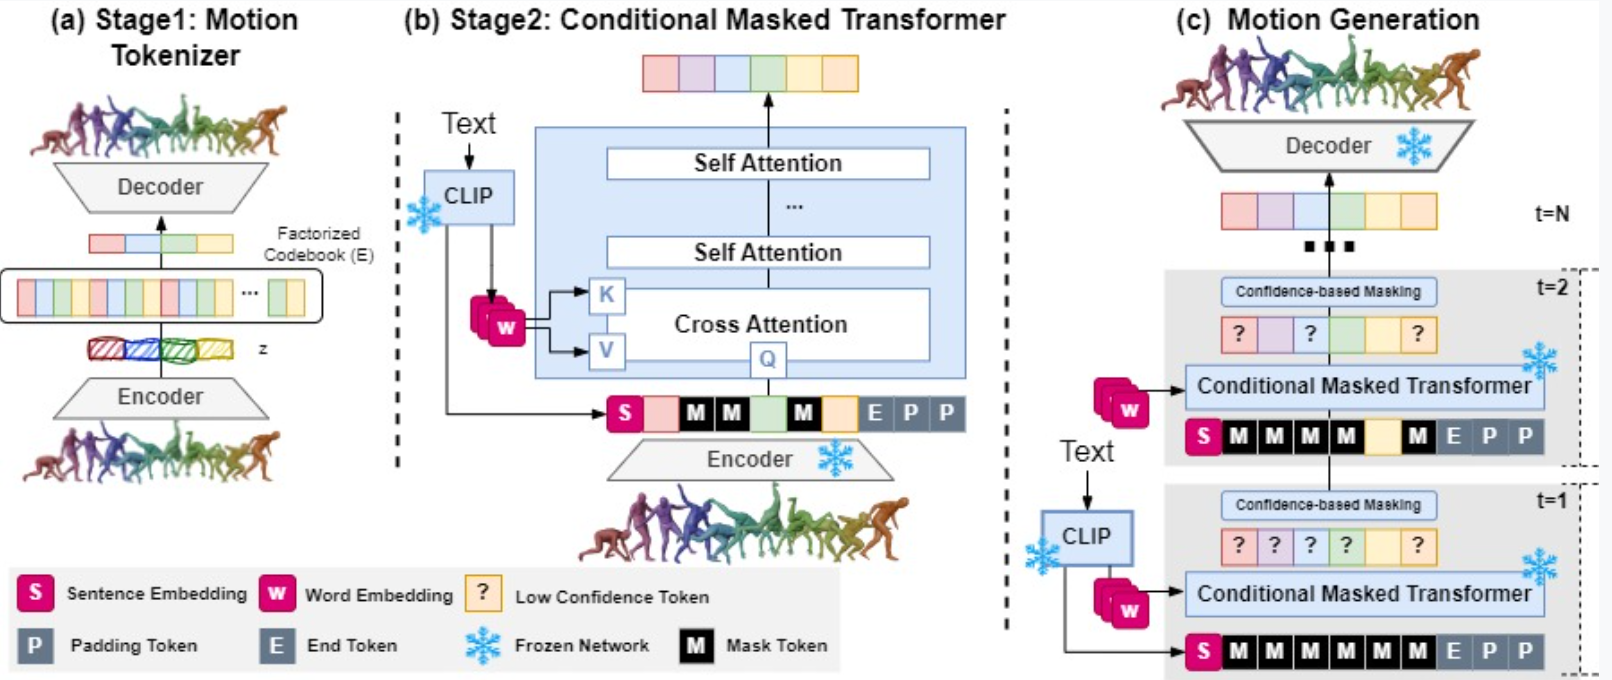 (a) Stage1: Motion
Tokenizer
Decoder
Factorized
Codebook (E)
...
z
Encoder
(b) Stage2: Conditional Masked Transformer
Text
CLIP
Self Attention
...
Self Attention
K
W
Cross Attention
V
Q
S M M M E P P
Encoder
(c) Motion Generation
Decoder
t=N
...
t=2
Confidence-based Masking
? ? ?
Conditional Masked Transformer
W
S M M M M M E P P
Text
t=1
Confidence-based Masking
? ? ? ? ?
CLIP
Conditional Masked Transformer
W
S M M M M M M E P P
S Sentence Embedding W Word Embedding ? Low Confidence Token
P Padding Token E End Token Frozen Network M Mask Token